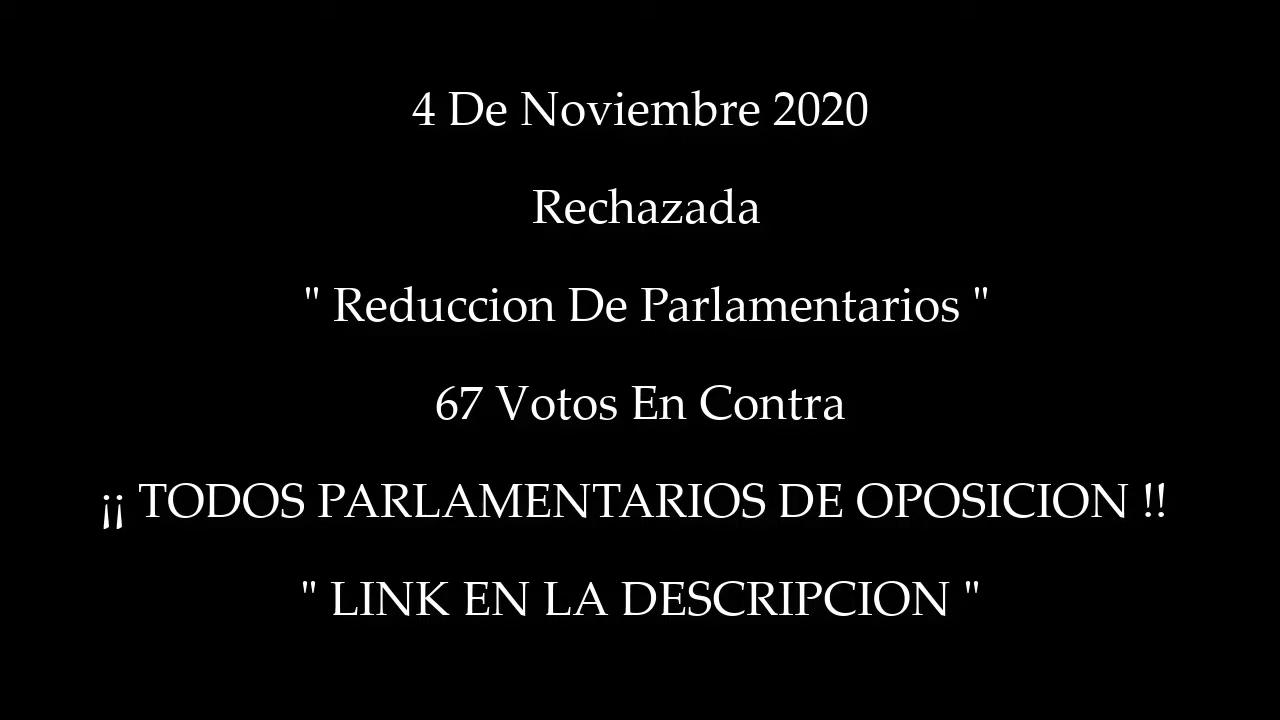 4 De Noviembre 2020
Rechazada
" Reduccion De Parlamentarios "
67 Votos En Contra
¡¡ TODOS PARLAMENTARIOS DE OPOSICION !!
" LINK EN LA DESCRIPCION "